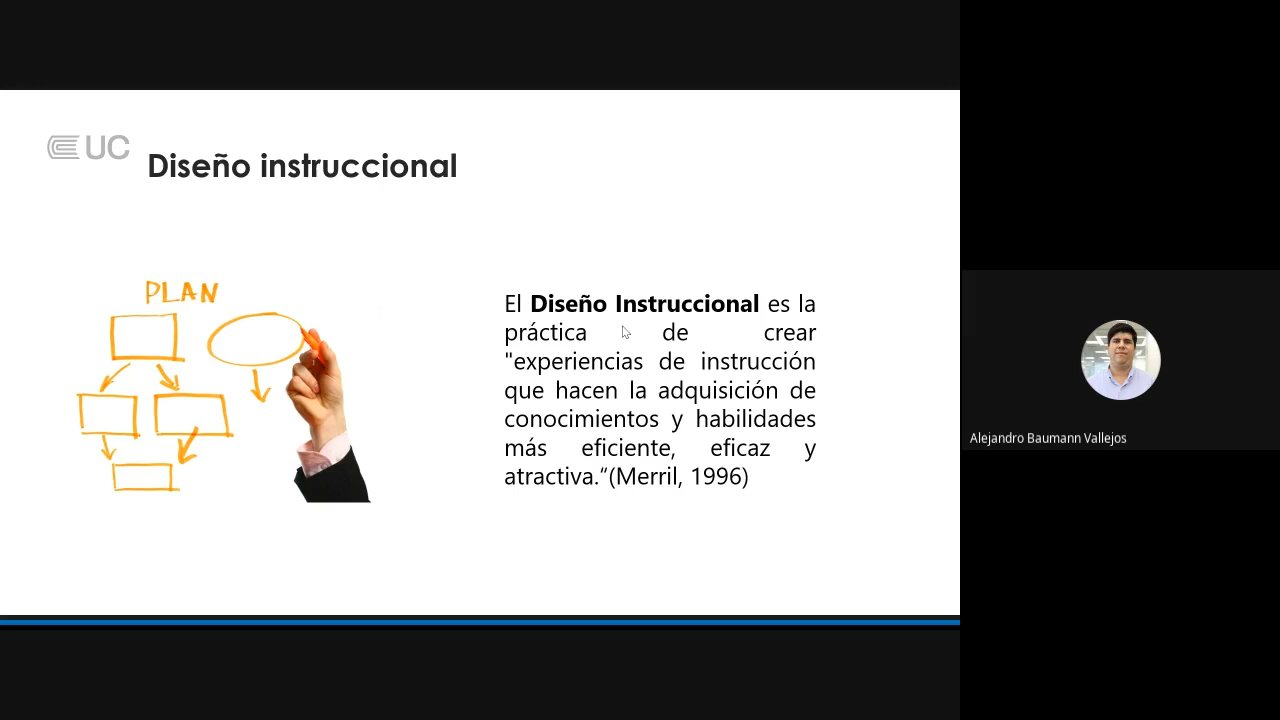 UC
Diseño instruccional
PLAN
El Diseño Instruccional es la
práctica de crear
"experiencias de instrucción
que hacen la adquisición de
conocimientos y habilidades
más eficiente, eficaz y
atractiva.“(Merril, 1996)
Alejandro Baumann Vallejos